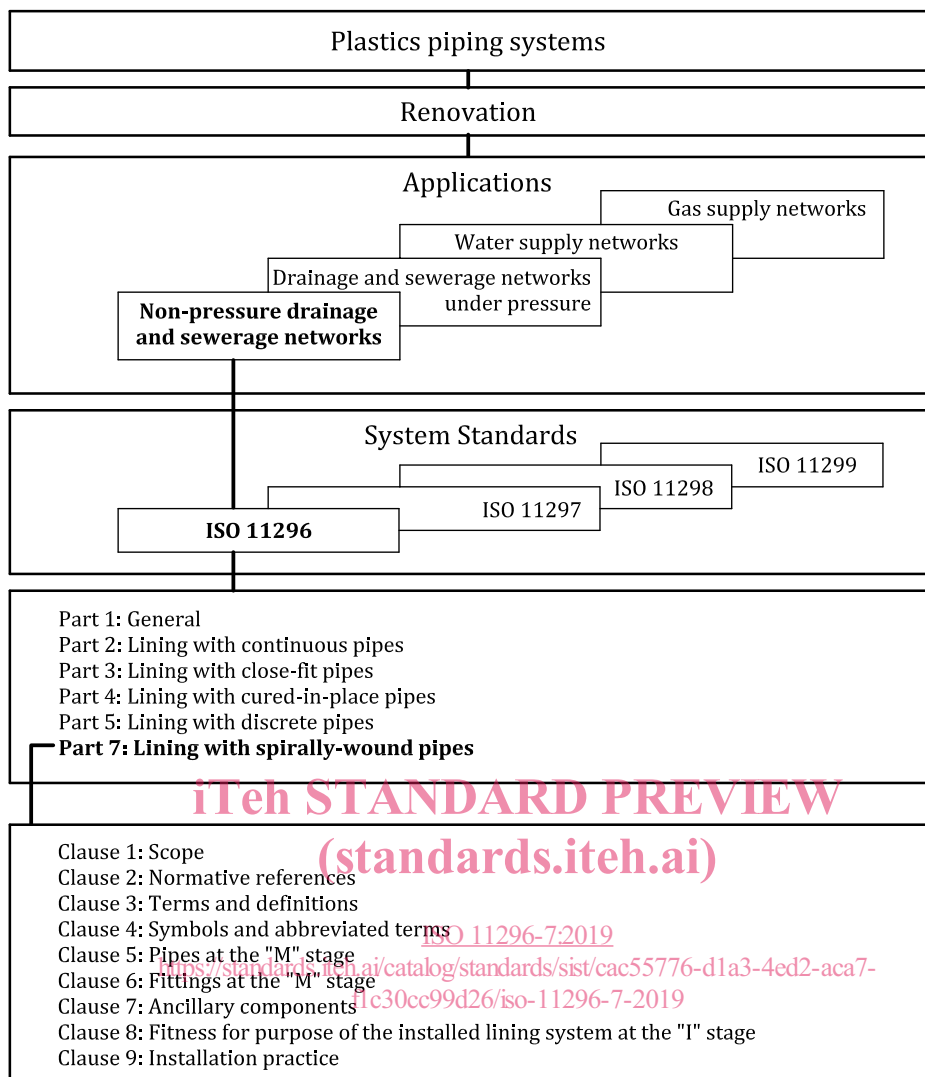 Plastics piping systems
Renovation
Applications
Gas supply networks
Water supply networks
Drainage and sewerage networks
under pressure
Non-pressure drainage
and sewerage networks
System Standards
ISO 11299
ISO 11298
ISO 11297
ISO 11296
Part 1: General
Part 2: Lining with continuous pipes
Part 3: Lining with close-fit pipes
Part 4: Lining with cured-in-place pipes
Part 5: Lining with discrete pipes
Part 7: Lining with spirally-wound pipes
iTeh STANDARD PREVIEW
(standards.iteh.ai)
Clause 1: Scope
Clause 2: Normative references
Clause 3: Terms and definitions
Clause 4: Symbols and abbreviated terms
ISO 11296-7:2019
Clause 5: Pipes at the "M" stage
https://standards.iteh.ai/catalog/standards/sist/cac55776-d1a3-4ed2-aca7-
Clause 6: Fittings at the "M" stage
f1c30cc99d26/iso-11296-7-2019
Clause 7: Ancillary components
Clause 8: Fitness for purpose of the installed lining system at the "I" stage
Clause 9: Installation practice